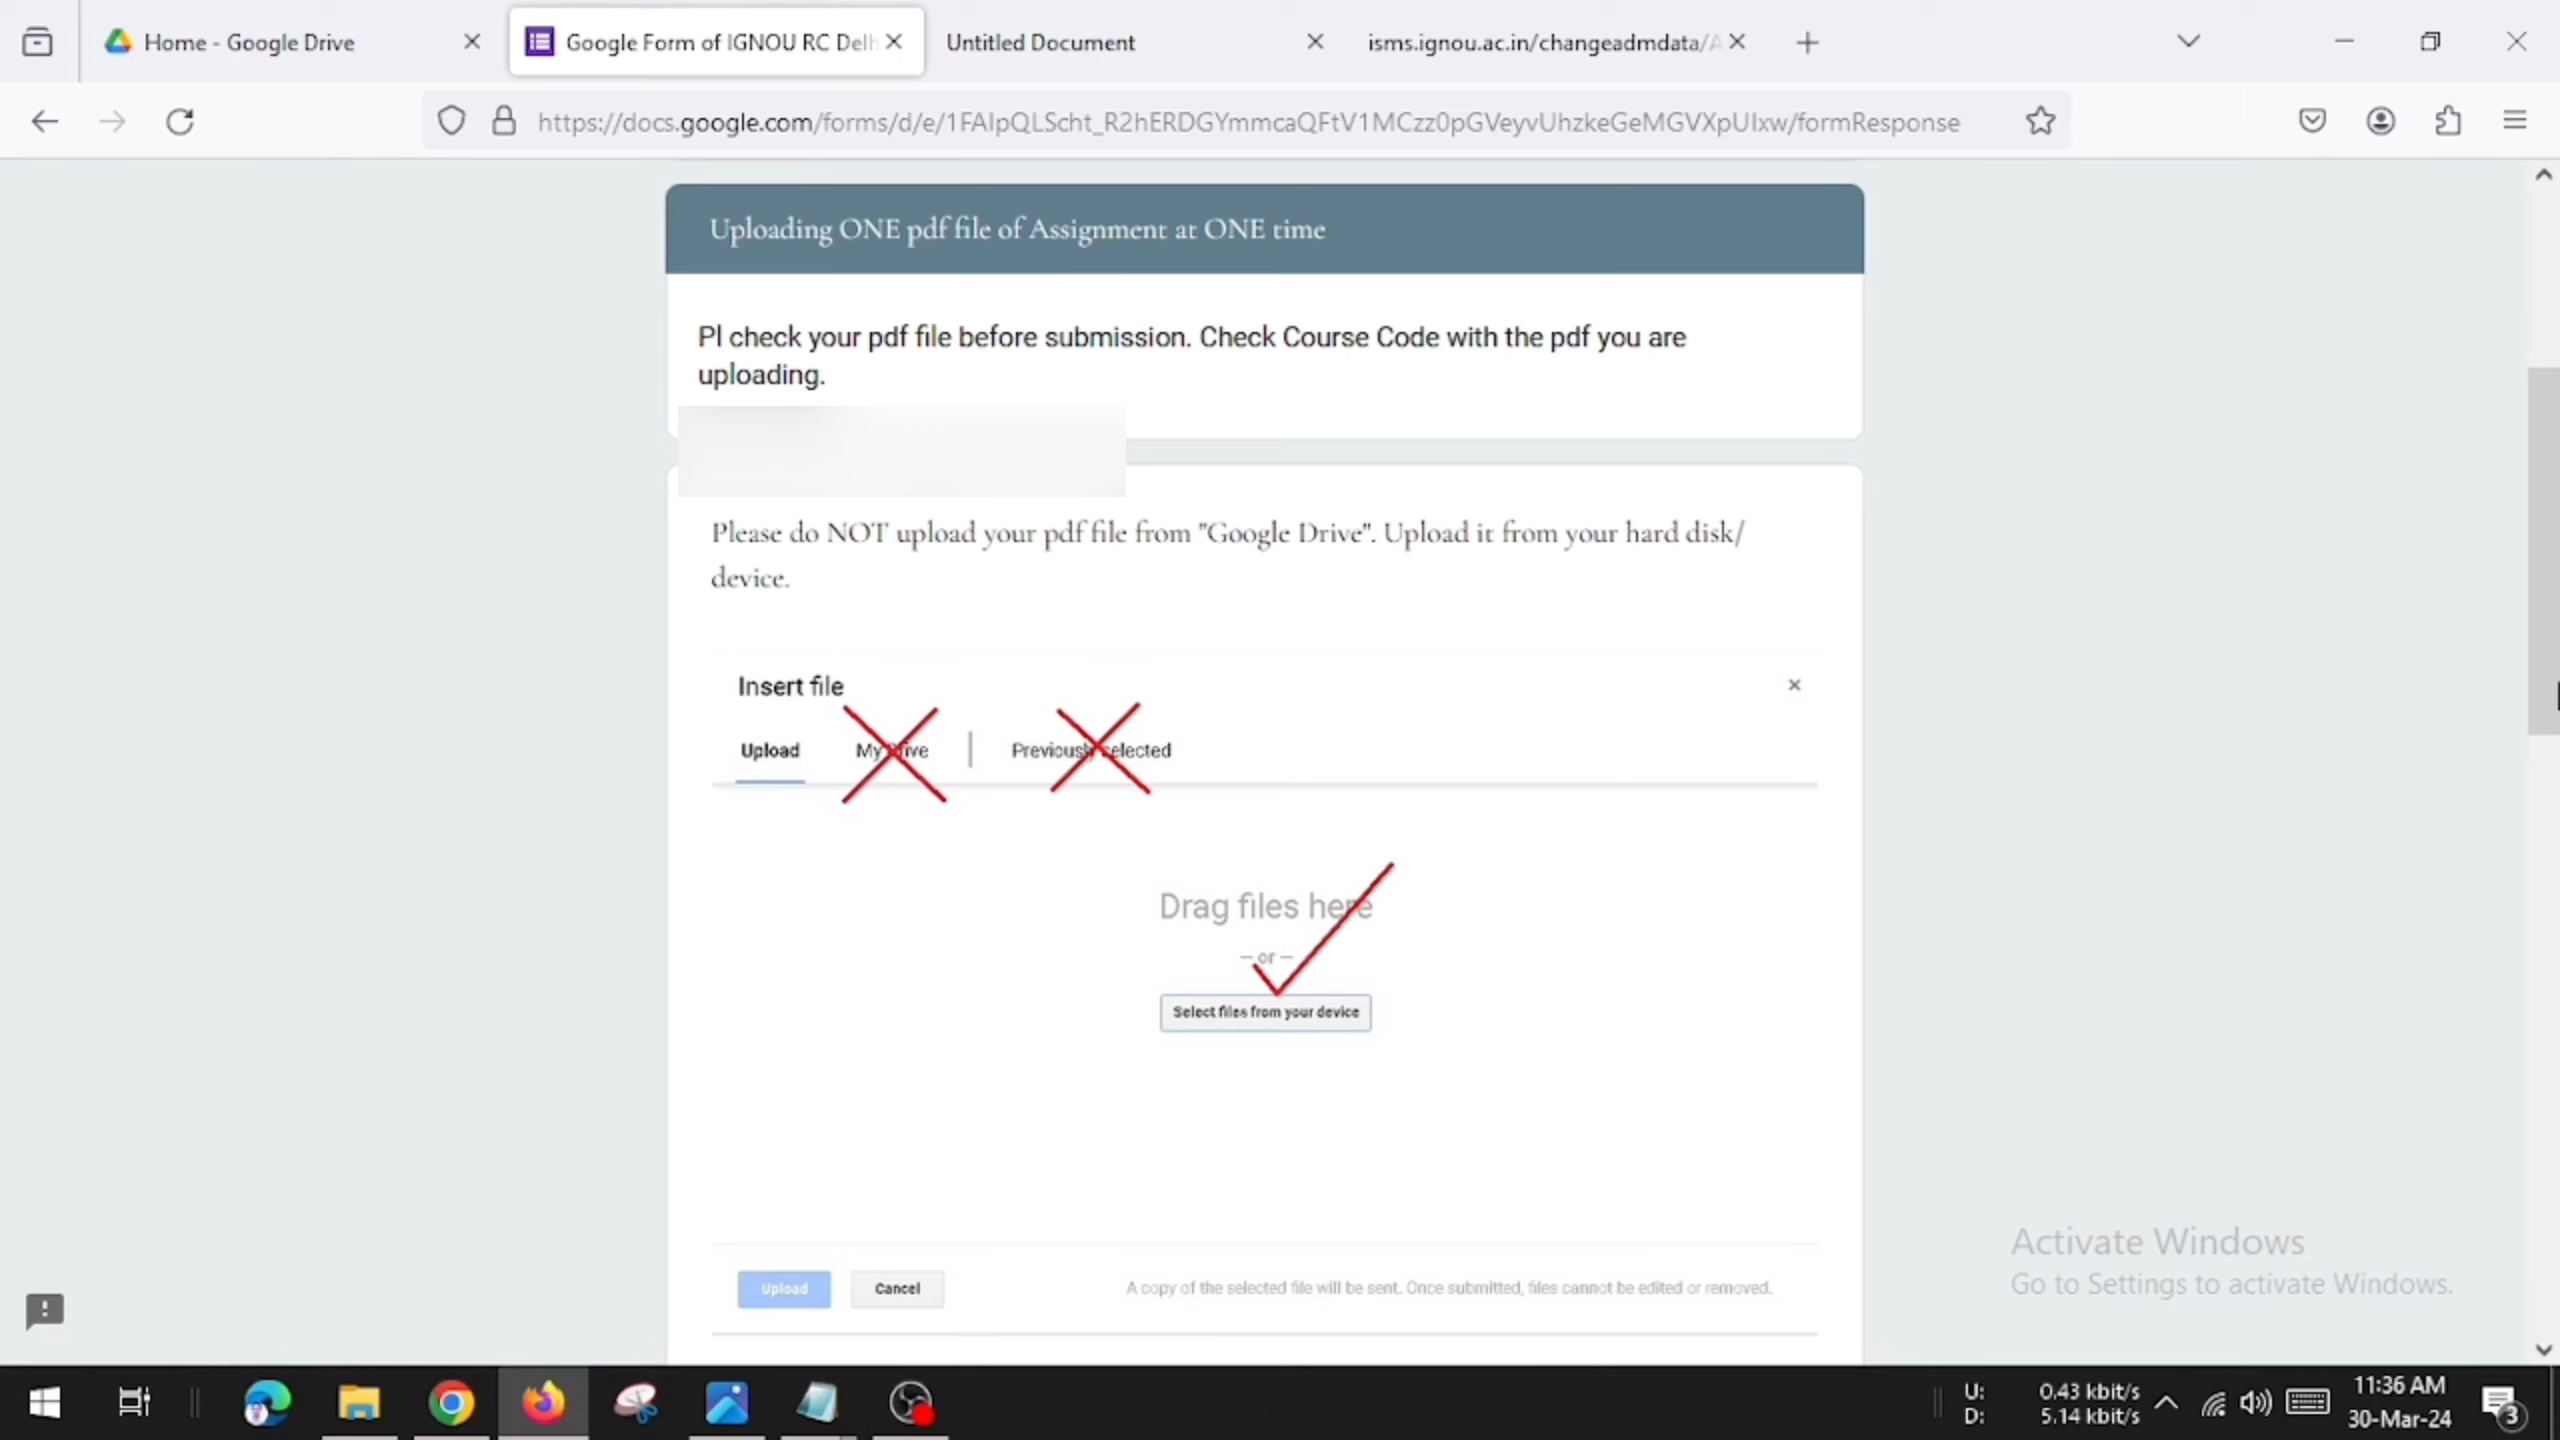 Home - Google Drive
Google Form of IGNOU RC Delh
Untitled Document
isms.ignou.ac.in/changeadmdata/A
https://docs.google.com/forms/d/e/1FAIpQLScht_R2hERDGYmmcaQFtV1MCzz0pGVeyvUhzkeGeMGVXpUIxw/formResponse
Uploading ONE pdf file of Assignment at ONE time
Pl check your pdf file before submission. Check Course Code with the pdf you are
uploading.
Please do NOT upload your pdf file from "Google Drive". Upload it from your hard disk/
device.
Insert file
Upload My Drive Previously selected
Drag files here
– or –
Select files from your device
Upload Cancel A copy of the selected file will be sent. Once submitted, files cannot be edited or removed.
Activate Windows
Go to Settings to activate Windows.
U: 0.43 kbit/s
D: 5.14 kbit/s
11:36 AM
30-Mar-24
3